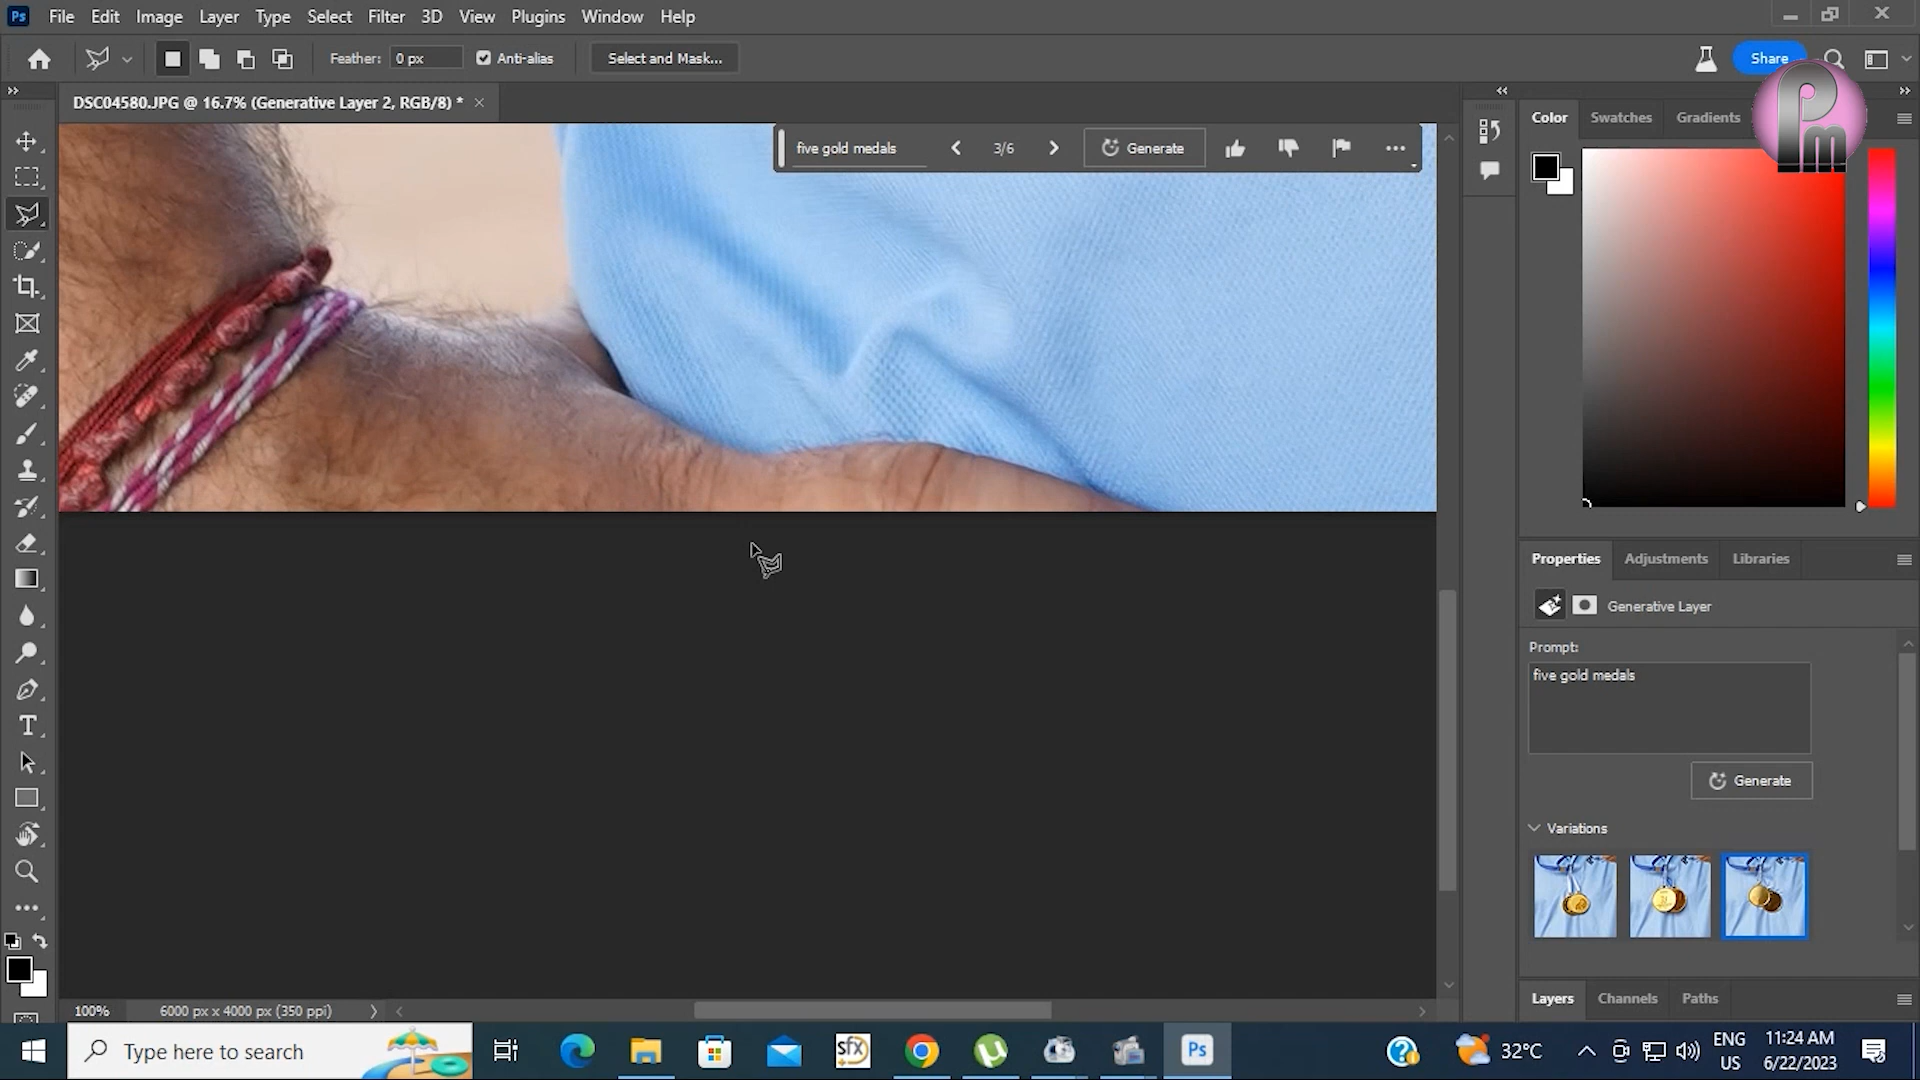 Ps File Edit Image Layer Type Select Filter 3D View Plugins Window Help
Feather: 0 px Anti-alias Select and Mask... Share
Pm
DSC04580.JPG @ 16.7% (Generative Layer 2, RGB/8) *
Color Swatches Gradients
five gold medals 3/6 Generate
Properties Adjustments Libraries
Generative Layer
Prompt:
five gold medals
Generate
Variations
T
Layers Channels Paths
100% 6000 px x 4000 px (350 ppi)
Type here to search
sfx
Ps
32°C
ENG
US
11:24 AM
6/22/2023